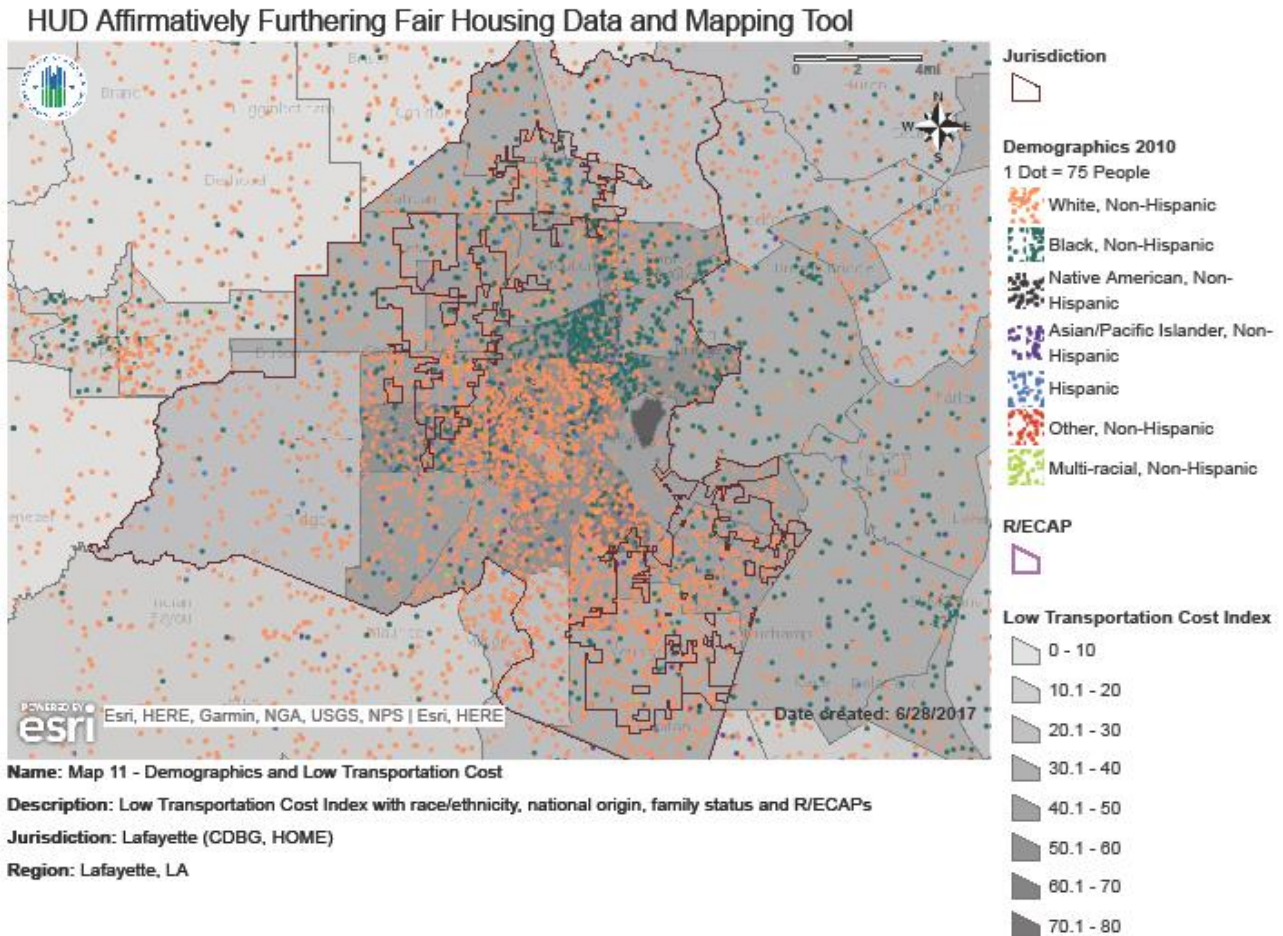 HUD Affirmatively Furthering Fair Housing Data and Mapping Tool
0 2 4mi
N
W E
S
POWERED BY
esri
Esri, HERE, Garmin, NGA, USGS, NPS | Esri, HERE
Date created: 6/28/2017
Name: Map 11 - Demographics and Low Transportation Cost
Description: Low Transportation Cost Index with race/ethnicity, national origin, family status and R/ECAPs
Jurisdiction: Lafayette (CDBG, HOME)
Region: Lafayette, LA
Jurisdiction
Demographics 2010
1 Dot = 75 People
White, Non-Hispanic
Black, Non-Hispanic
Native American, Non-
Hispanic
Asian/Pacific Islander, Non-
Hispanic
Hispanic
Other, Non-Hispanic
Multi-racial, Non-Hispanic
R/ECAP
Low Transportation Cost Index
0 - 10
10.1 - 20
20.1 - 30
30.1 - 40
40.1 - 50
50.1 - 60
60.1 - 70
70.1 - 80